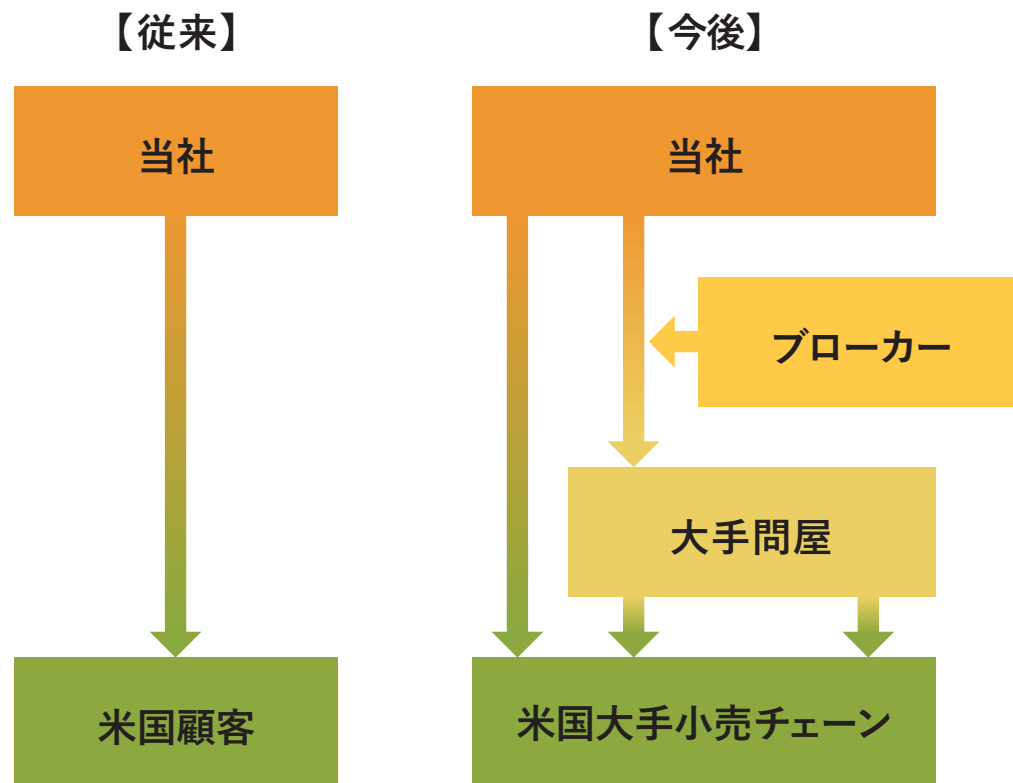 【従来】
当社
米国顧客
【今後】
当社
ブローカー
大手問屋
米国大手小売チェーン